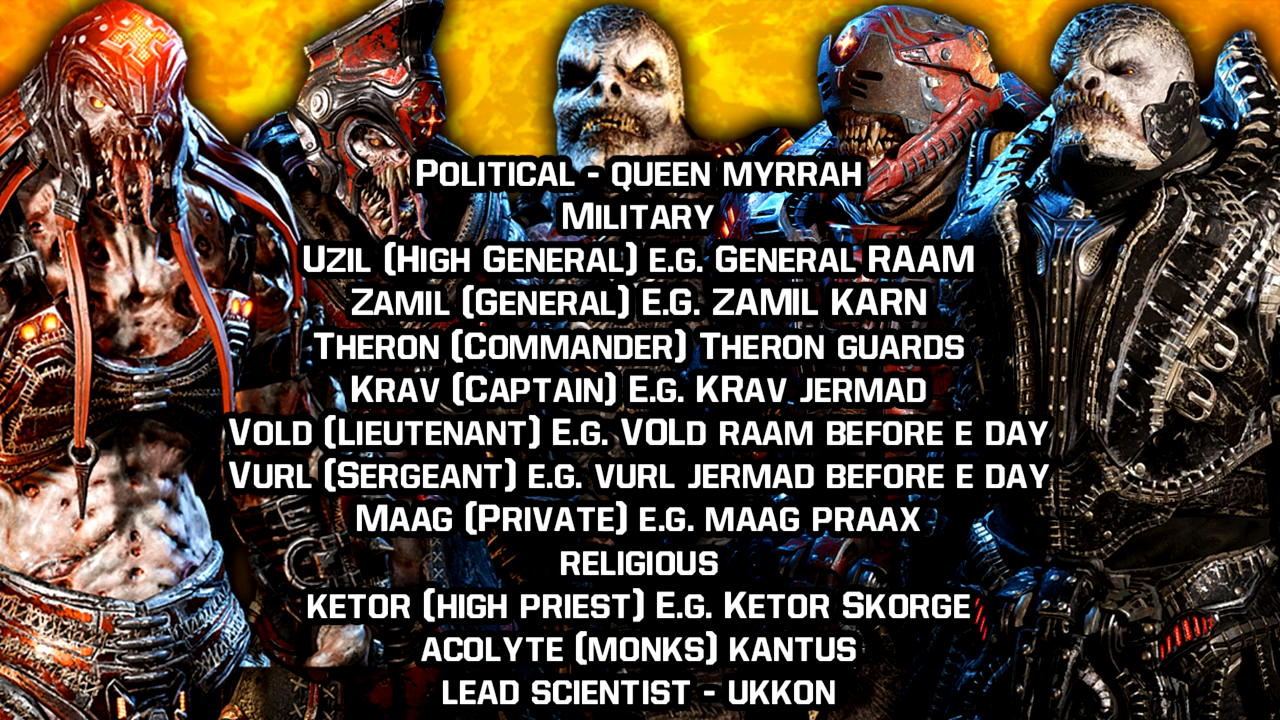 Political - queen myrrah
Military
Uzil (High General) e.g. General RAAM
Zamil (General) E.G. ZAMIL KARN
Theron (Commander) Theron guards
Krav (Captain) E.g. KRav jermad
Vold (Lieutenant) E.g. VOLd raam before e day
Vurl (Sergeant) e.g. vurl jermad before e day
Maag (Private) e.g. maag praax
religious
ketor (high priest) E.g. Ketor Skorge
acolyte (monks) kantus
lead scientist - ukkon